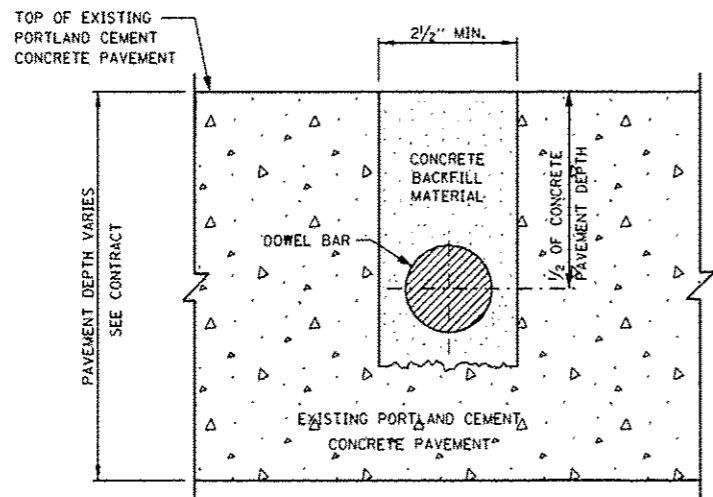 TOP OF EXISTING
PORTLAND CEMENT
CONCRETE PAVEMENT
2½" MIN.
CONCRETE
BACKFILL
MATERIAL
DOWEL BAR
½ OF CONCRETE
PAVEMENT DEPTH
PAVEMENT DEPTH VARIES
SEE CONTRACT
EXISTING PORTLAND CEMENT
CONCRETE PAVEMENT